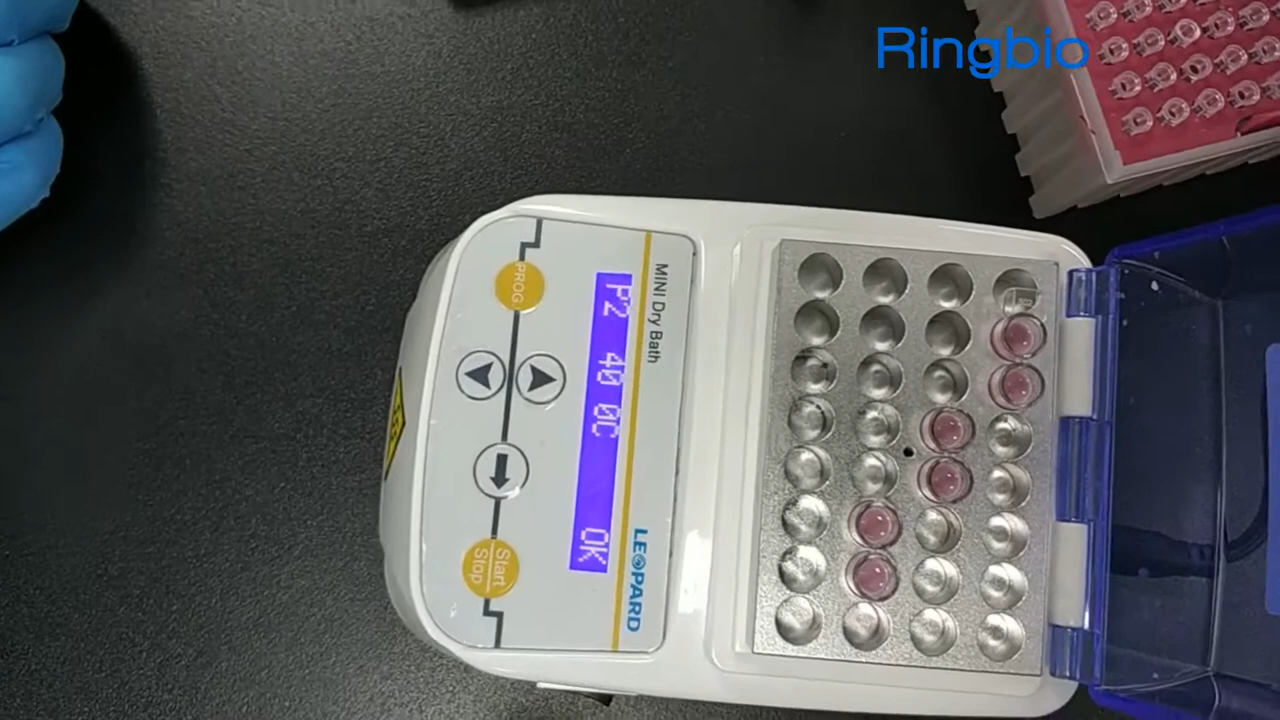 Ringbio
MINI Dry Bath
LEOPARD
P2 40 0C OK
PROG
Start
Stop